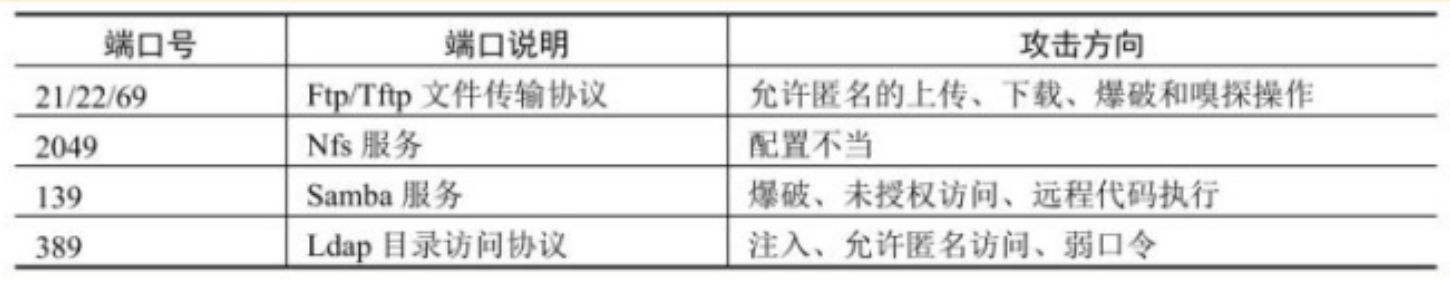 端口号 端口说明 攻击方向
21/22/69 Ftp/Tftp 文件传输协议 允许匿名的上传、下载、爆破和嗅探操作
2049 Nfs 服务 配置不当
139 Samba 服务 爆破、未授权访问、远程代码执行
389 Ldap 目录访问协议 注入、允许匿名访问、弱口令